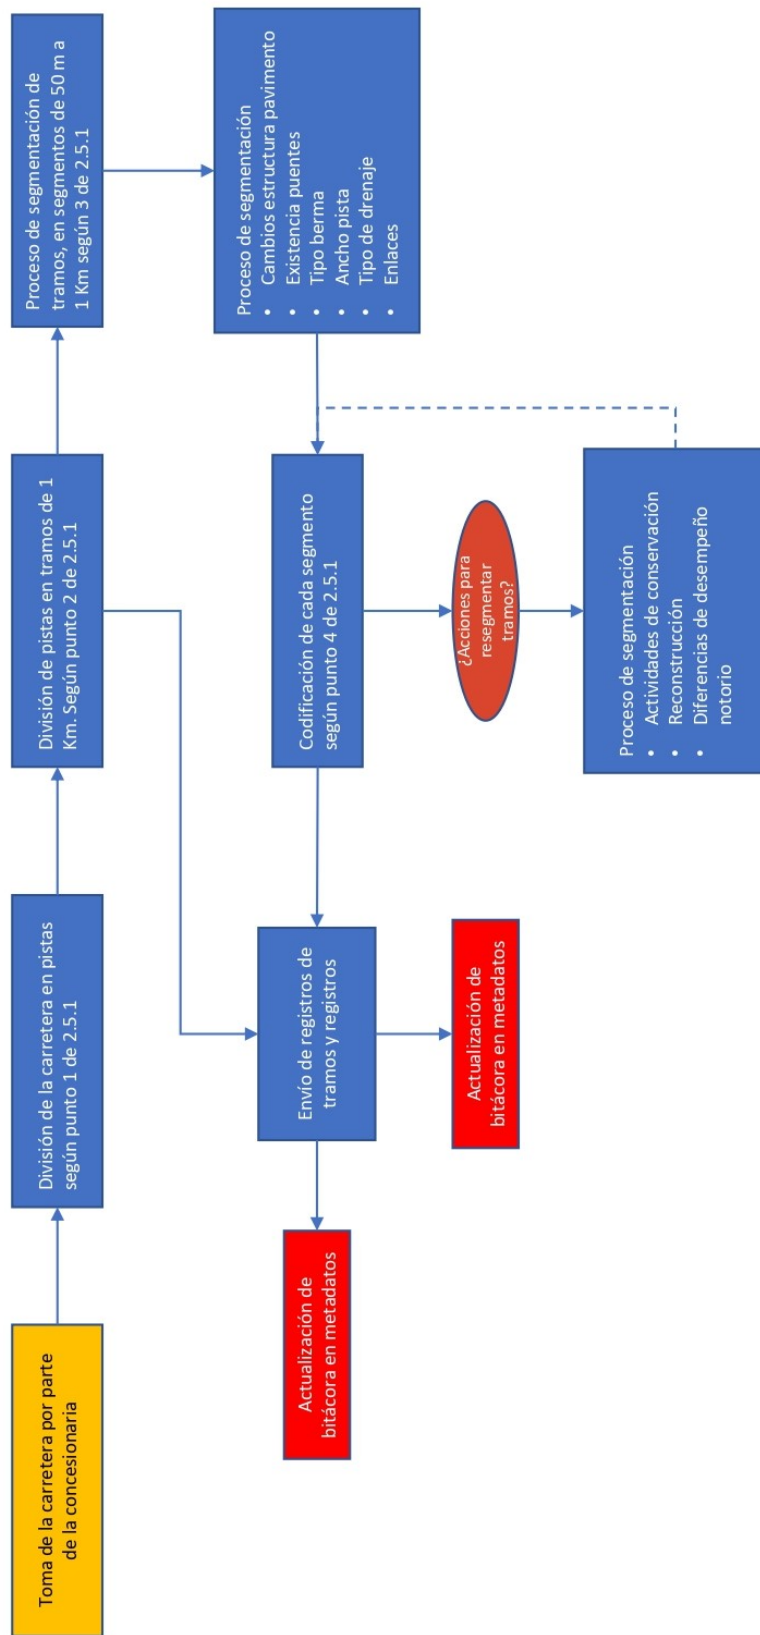 Toma de la carretera por parte
de la concesionaria
División de la carretera en pistas
según punto 1 de 2.5.1
División de pistas en tramos de 1
Km. Según punto 2 de 2.5.1
Proceso de segmentación de
tramos, en segmentos de 50 m a
1 Km según 3 de 2.5.1
Proceso de segmentación
• Cambios estructura pavimento
• Existencia puentes
• Tipo berma
• Ancho pista
• Tipo de drenaje
• Enlaces
Codificación de cada segmento
según punto 4 de 2.5.1
Envío de registros de
tramos y registros
Actualización de
bitácora en metadatos
Actualización de
bitácora en metadatos
¿Acciones para
resegmentar
tramos?
Proceso de segmentación
• Actividades de conservación
• Reconstrucción
• Diferencias de desempeño
notorio